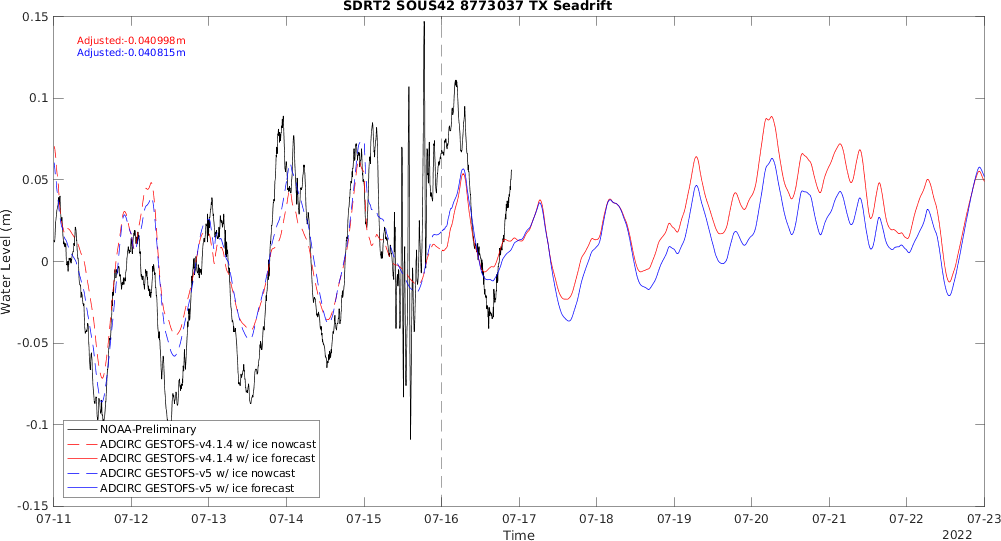 SDRT2 SOUS42 8773037 TX Seadrift
Adjusted:-0.040998m
Adjusted:-0.040815m
0.15
0.1
0.05
0
-0.05
-0.1
-0.15
Water Level (m)
NOAA-Preliminary
ADCIRC GESTOFS-v4.1.4 w/ ice nowcast
ADCIRC GESTOFS-v4.1.4 w/ ice forecast
ADCIRC GESTOFS-v5 w/ ice nowcast
ADCIRC GESTOFS-v5 w/ ice forecast
07-11 07-12 07-13 07-14 07-15 07-16 07-17 07-18 07-19 07-20 07-21 07-22 07-23
Time
2022